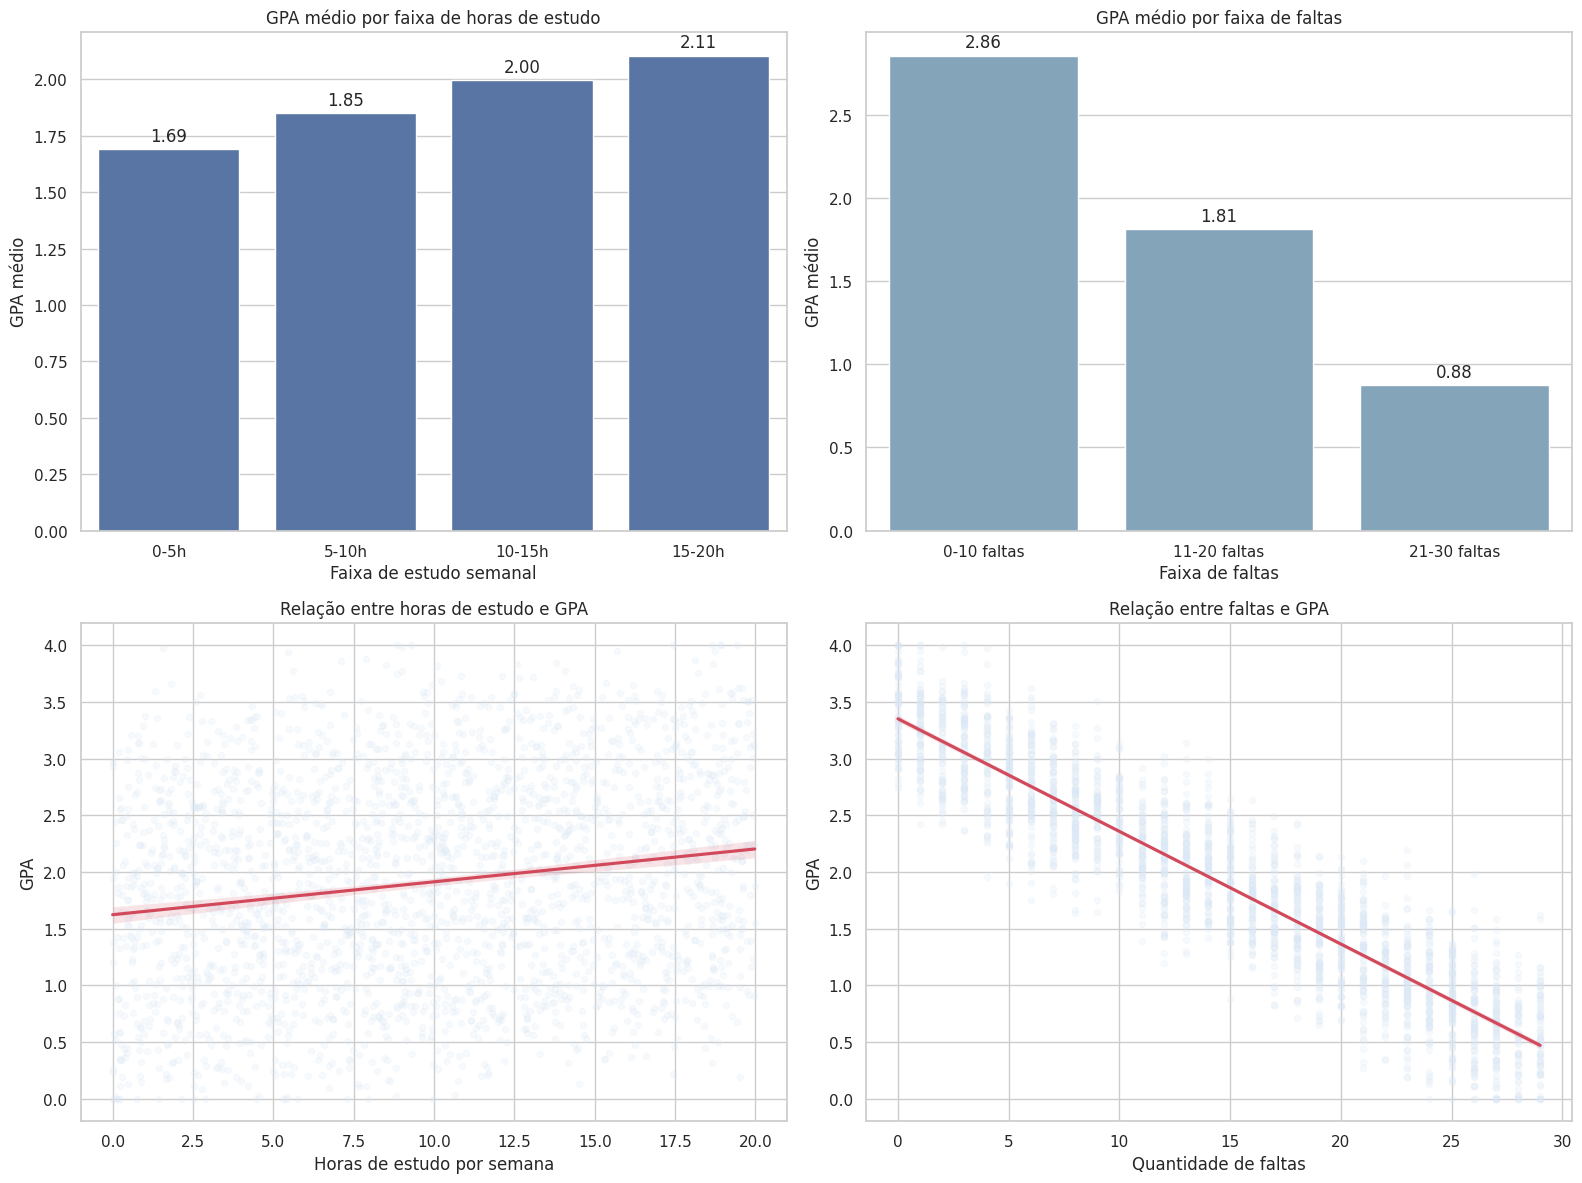 GPA médio por faixa de horas de estudo
GPA médio
2.00
1.75
1.50
1.25
1.00
0.75
0.50
0.25
0.00
1.69
1.85
2.00
2.11
0-5h
5-10h
10-15h
15-20h
Faixa de estudo semanal
GPA médio por faixa de faltas
GPA médio
2.5
2.0
1.5
1.0
0.5
0.0
2.86
1.81
0.88
0-10 faltas
11-20 faltas
21-30 faltas
Faixa de faltas
Relação entre horas de estudo e GPA
GPA
4.0
3.5
3.0
2.5
2.0
1.5
1.0
0.5
0.0
0.0
2.5
5.0
7.5
10.0
12.5
15.0
17.5
20.0
Horas de estudo por semana
Relação entre faltas e GPA
GPA
4.0
3.5
3.0
2.5
2.0
1.5
1.0
0.5
0.0
0
5
10
15
20
25
30
Quantidade de faltas